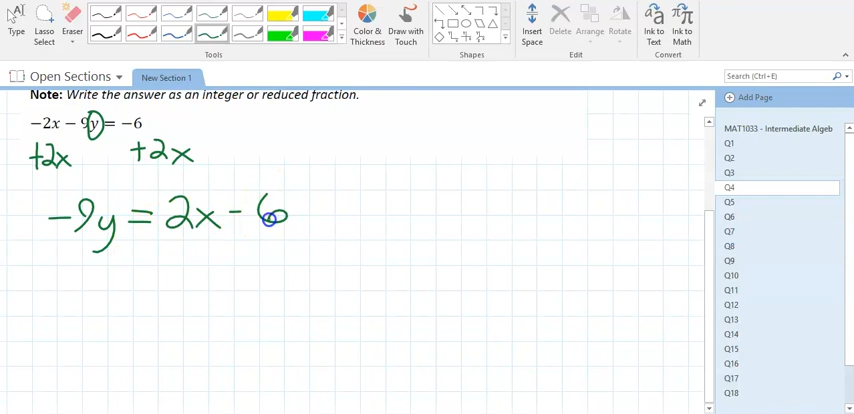 Type
Lasso Select
Eraser
Color & Thickness
Draw with Touch
Insert Space
Delete
Arrange
Rotate
Ink to Text
Ink to Math
Tools
Shapes
Edit
Convert
Open Sections
New Section 1
Search (Ctrl+E)
Note: Write the answer as an integer or reduced fraction.
−2x − 9y = −6
+2x +2x
−9y = 2x − 6
Add Page
MAT1033 - Intermediate Algeb
Q1
Q2
Q3
Q4
Q5
Q6
Q7
Q8
Q9
Q10
Q11
Q12
Q13
Q14
Q15
Q16
Q17
Q18